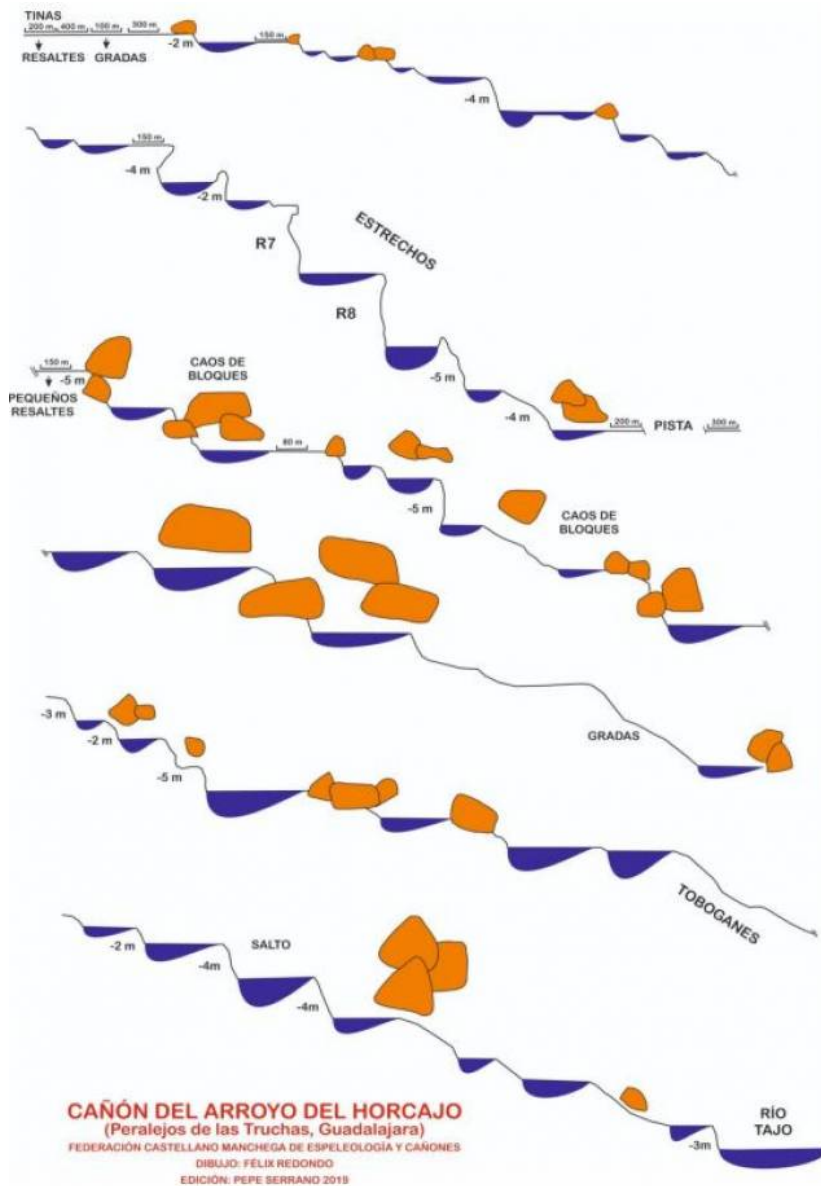 TINAS
200 m 400 m 100 m 300 m
RESALTES GRADAS
-2 m
150 m
-4 m
150 m
-4 m
-2 m
R7
ESTRECHOS
R8
-5 m
-4 m
200 m
PISTA
300 m
150 m
-5 m
PEQUEÑOS
RESALTES
CAOS DE
BLOQUES
60 m
-5 m
CAOS DE
BLOQUES
GRADAS
-3 m
-2 m
-5 m
TOBOGANES
-2 m
SALTO
-4m
-4m
-3m
RÍO
TAJO
CAÑÓN DEL ARROYO DEL HORCAJO
(Peralejos de las Truchas, Guadalajara)
FEDERACIÓN CASTELLANO MANCHEGA DE ESPELEOLOGÍA Y CAÑONES
DIBUJO: FÉLIX REDONDO
EDICIÓN: PEPE SERRANO 2019